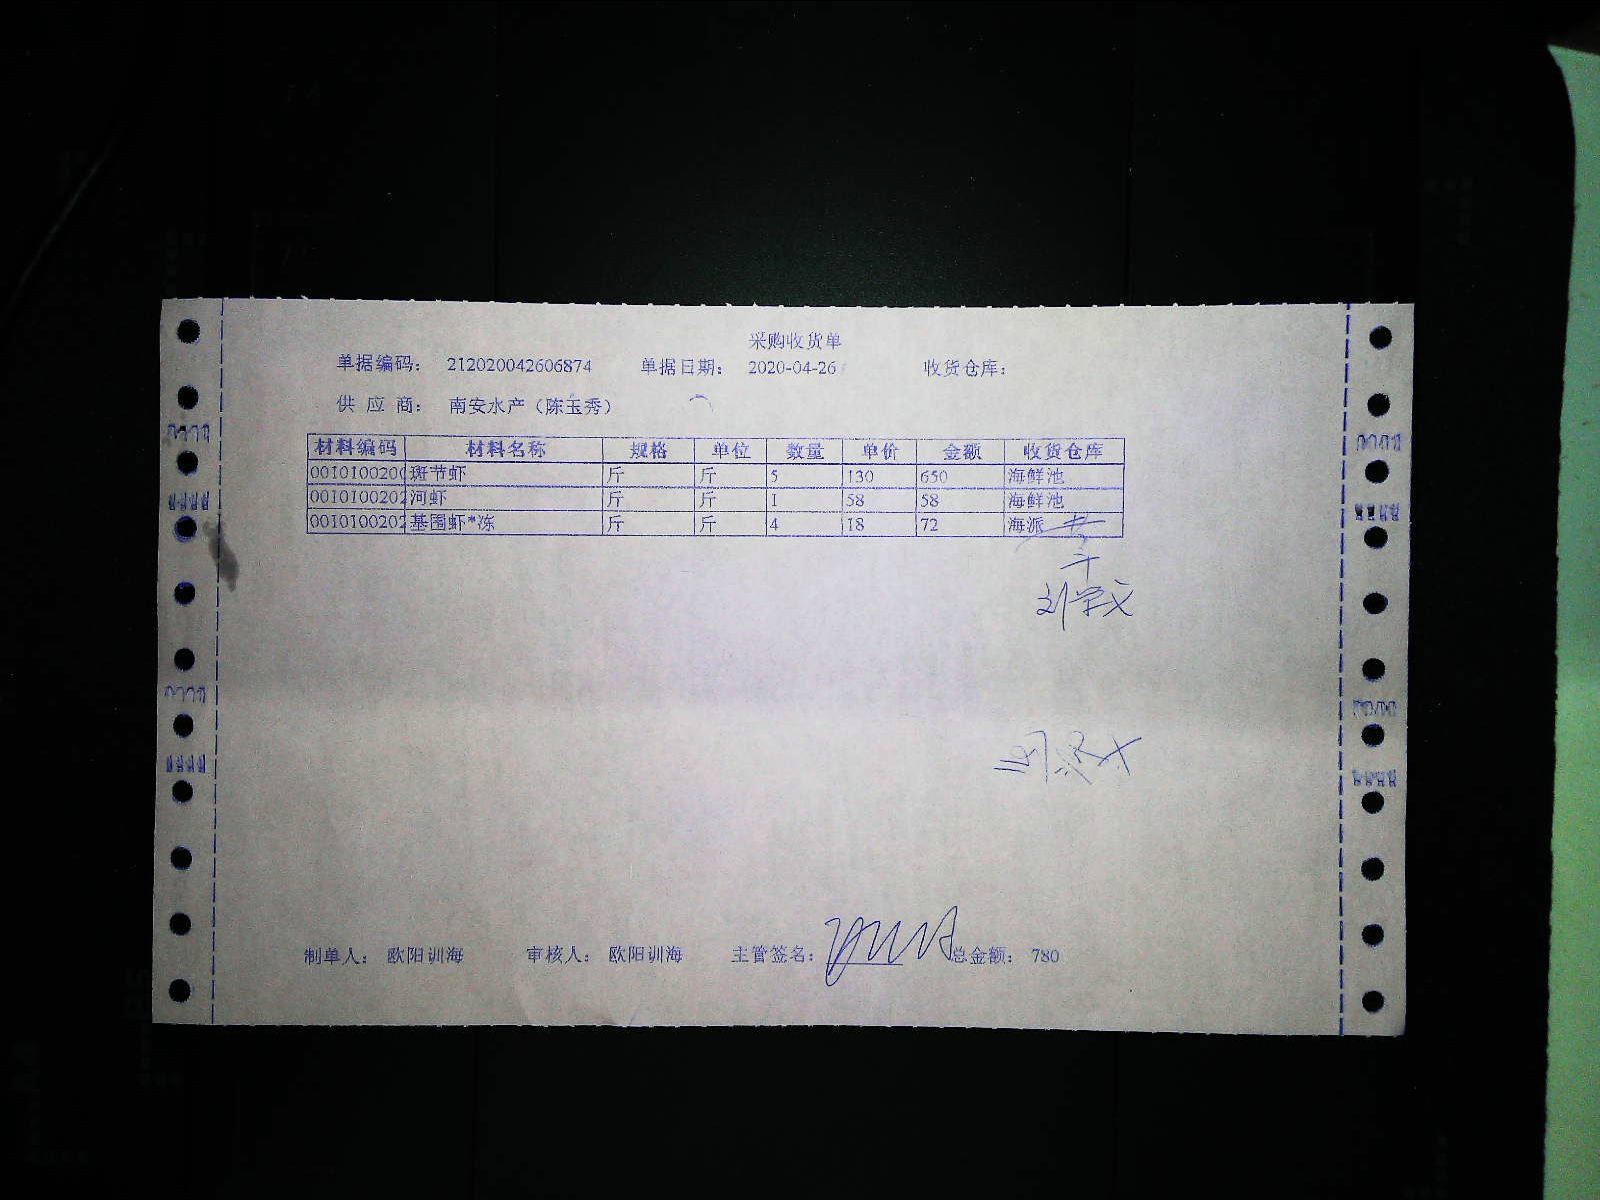 采购收货单
单据编码： 212020042606874 单据日期： 2020-04-26 收货仓库：
供 应 商： 南安水产（陈玉秀）
材料编码 材料名称 规格 单位 数量 单价 金额 收货仓库
0010100200 斑节虾 斤 斤 5 130 650 海鲜池
0010100202 河虾 斤 斤 1 58 58 海鲜池
0010100202 基围虾*冻 斤 斤 4 18 72 海派
制单人： 欧阳训海 审核人： 欧阳训海 主管签名： 总金额： 780